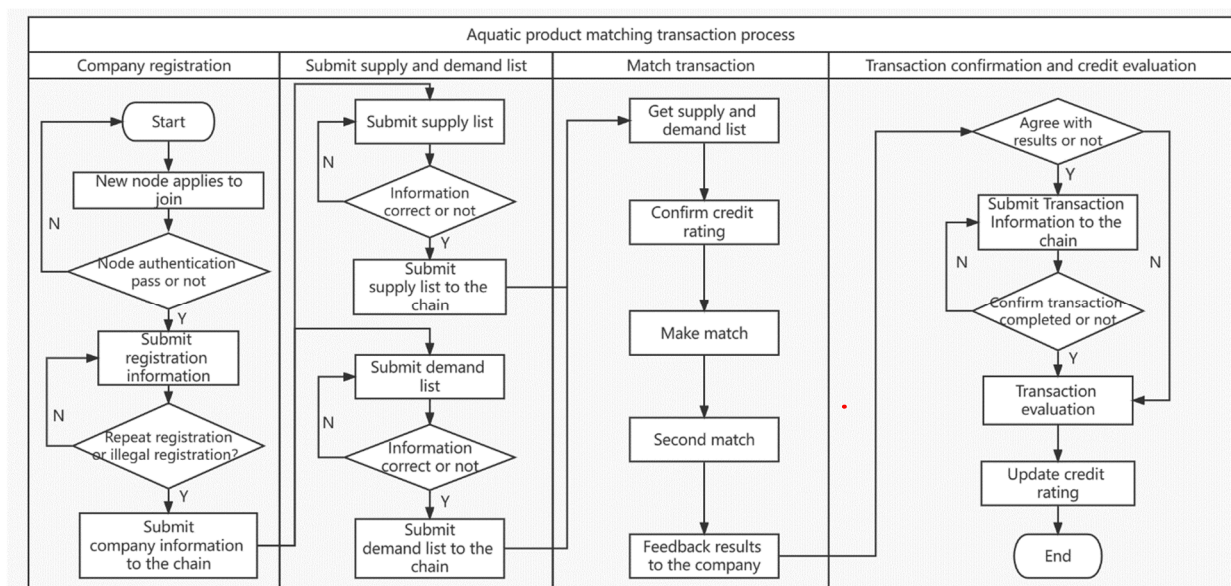 Aquatic product matching transaction process
Company registration
Submit supply and demand list
Match transaction
Transaction confirmation and credit evaluation
Start
New node applies to
join
N
Node authentication
pass or not
Y
Submit
registration
information
N
Repeat registration
or illegal registration?
Y
Submit
company information
to the chain
Submit supply list
N
Information
correct or not
Y
Submit
supply list to the
chain
Submit demand
list
N
Information
correct or not
Y
Submit
demand list to the
chain
Get supply and
demand list
Confirm credit
rating
Make match
Second match
Feedback results
to the company
Agree with
results or not
Y
Submit Transaction
Information to the
chain
N
N
Confirm transaction
completed or not
Y
Transaction
evaluation
Update credit
rating
End